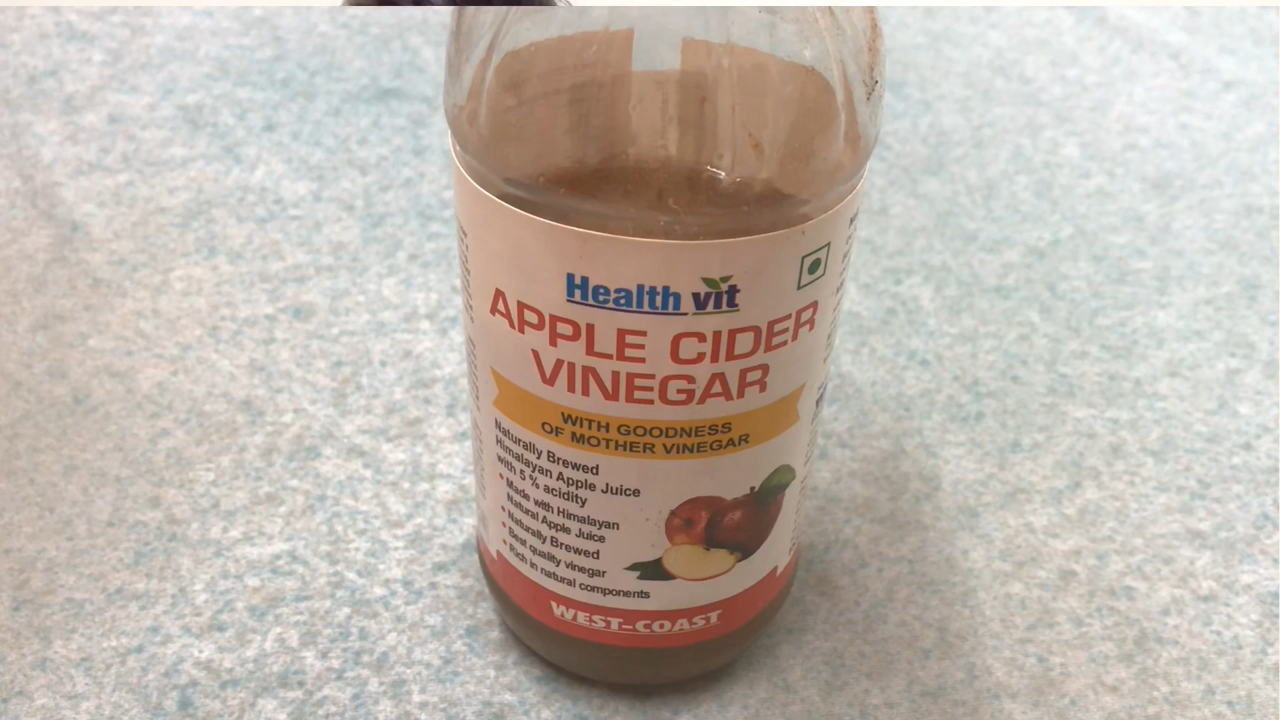 Health vit
APPLE CIDER
VINEGAR
WITH GOODNESS
OF MOTHER VINEGAR
Naturally Brewed
Himalayan Apple Juice
with 5 % acidity
• Made with Himalayan
Natural Apple Juice
• Naturally Brewed
• Best quality vinegar
• Rich in natural components
WEST-COAST